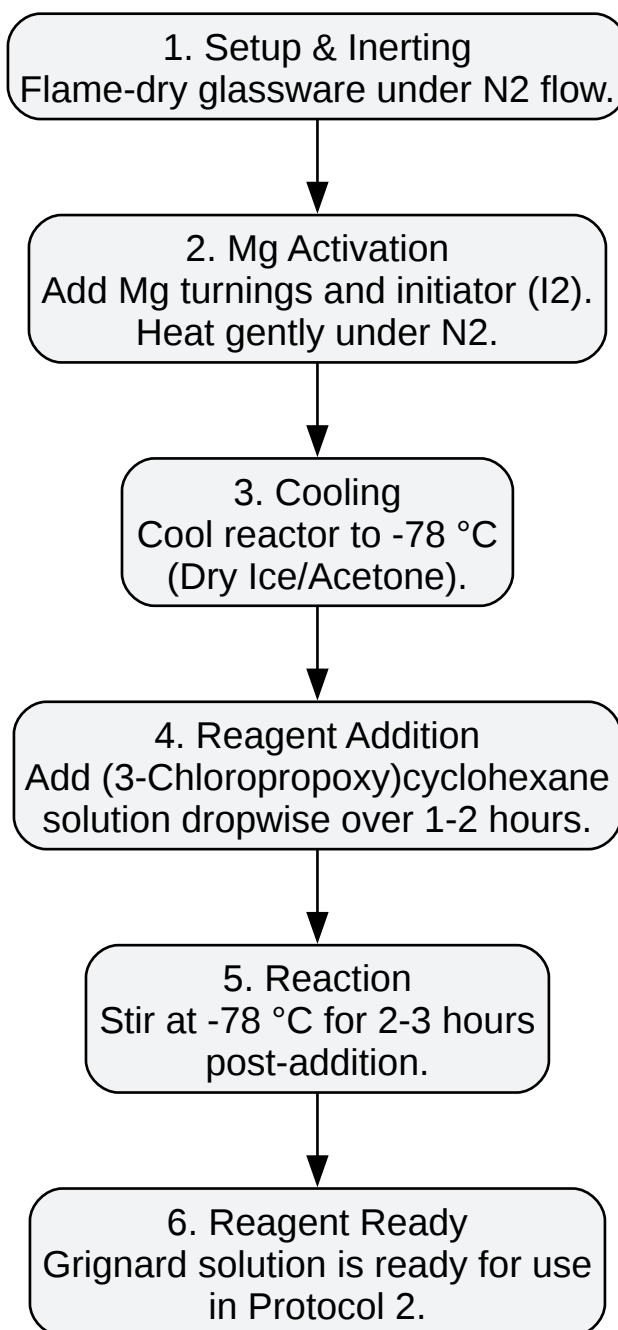 1. Setup & Inerting
Flame-dry glassware under N2 flow.
2. Mg Activation
Add Mg turnings and initiator (I2).
Heat gently under N2.
3. Cooling
Cool reactor to -78 °C
(Dry Ice/Acetone).
4. Reagent Addition
Add (3-Chloropropoxy)cyclohexane
solution dropwise over 1-2 hours.
5. Reaction
Stir at -78 °C for 2-3 hours
post-addition.
6. Reagent Ready
Grignard solution is ready for use
in Protocol 2.